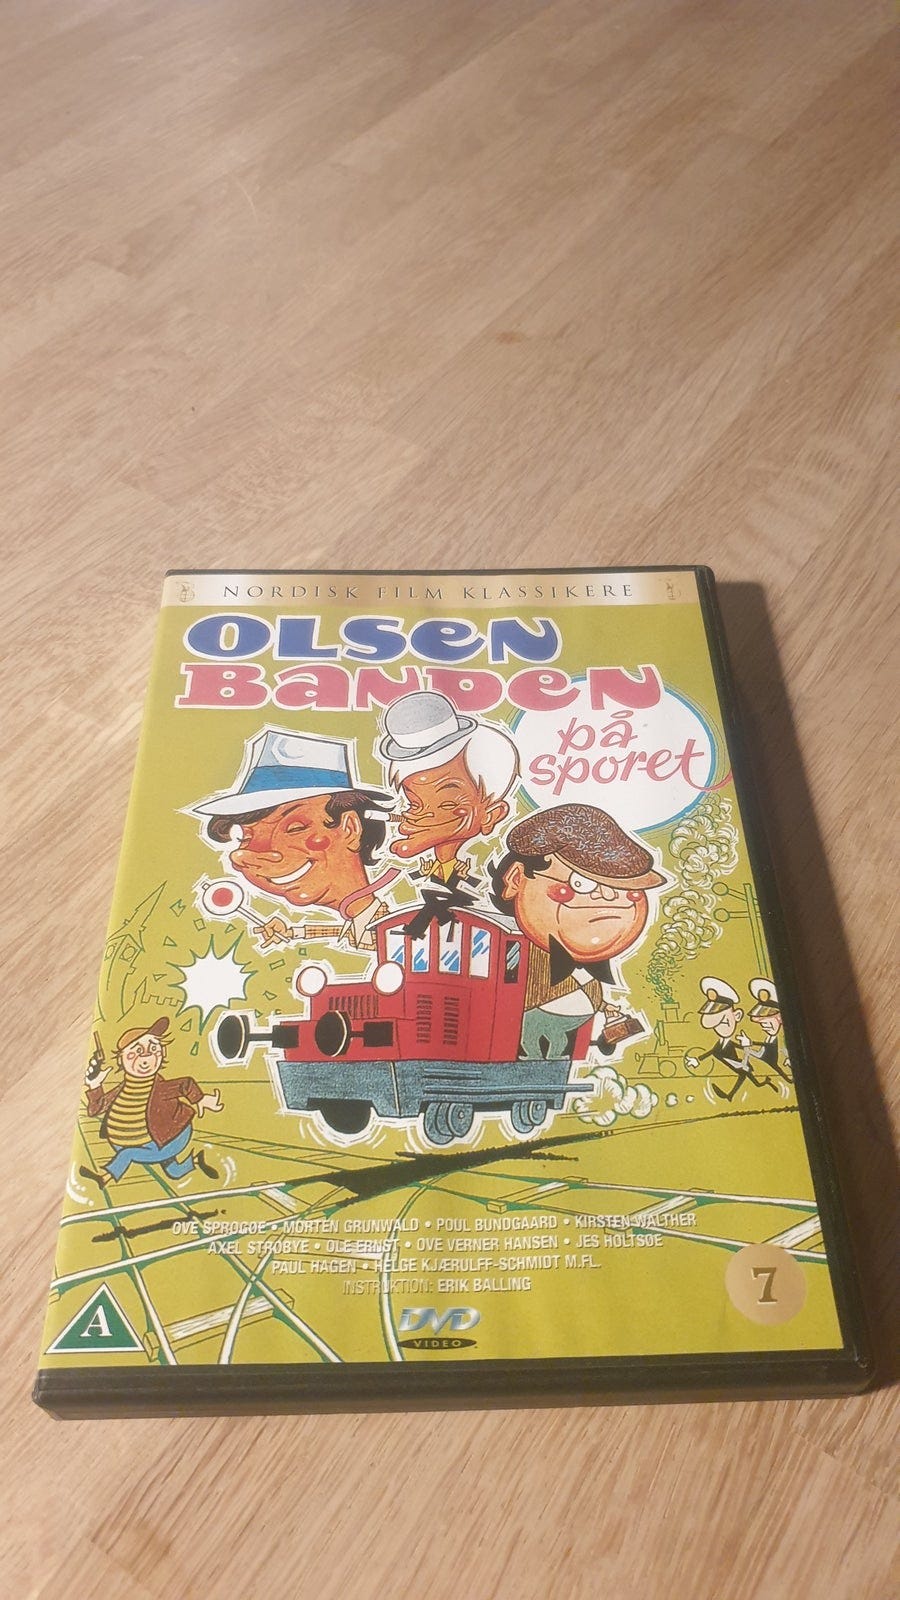 NORDISK FILM KLASSIKERE
OLSEN
BANDEN
på
sporet
OVE SPROGØE • MORTEN GRUNWALD • POUL BUNDGAARD • KIRSTEN WALTHER
AXEL STRØBYE • OLE ERNST • OVE VERNER HANSEN • JES HOLTSØE
PAUL HAGEN • HELGE KJÆRULFF-SCHMIDT M.FL.
INSTRUKTION: ERIK BALLING
7
A
DVD
VIDEO